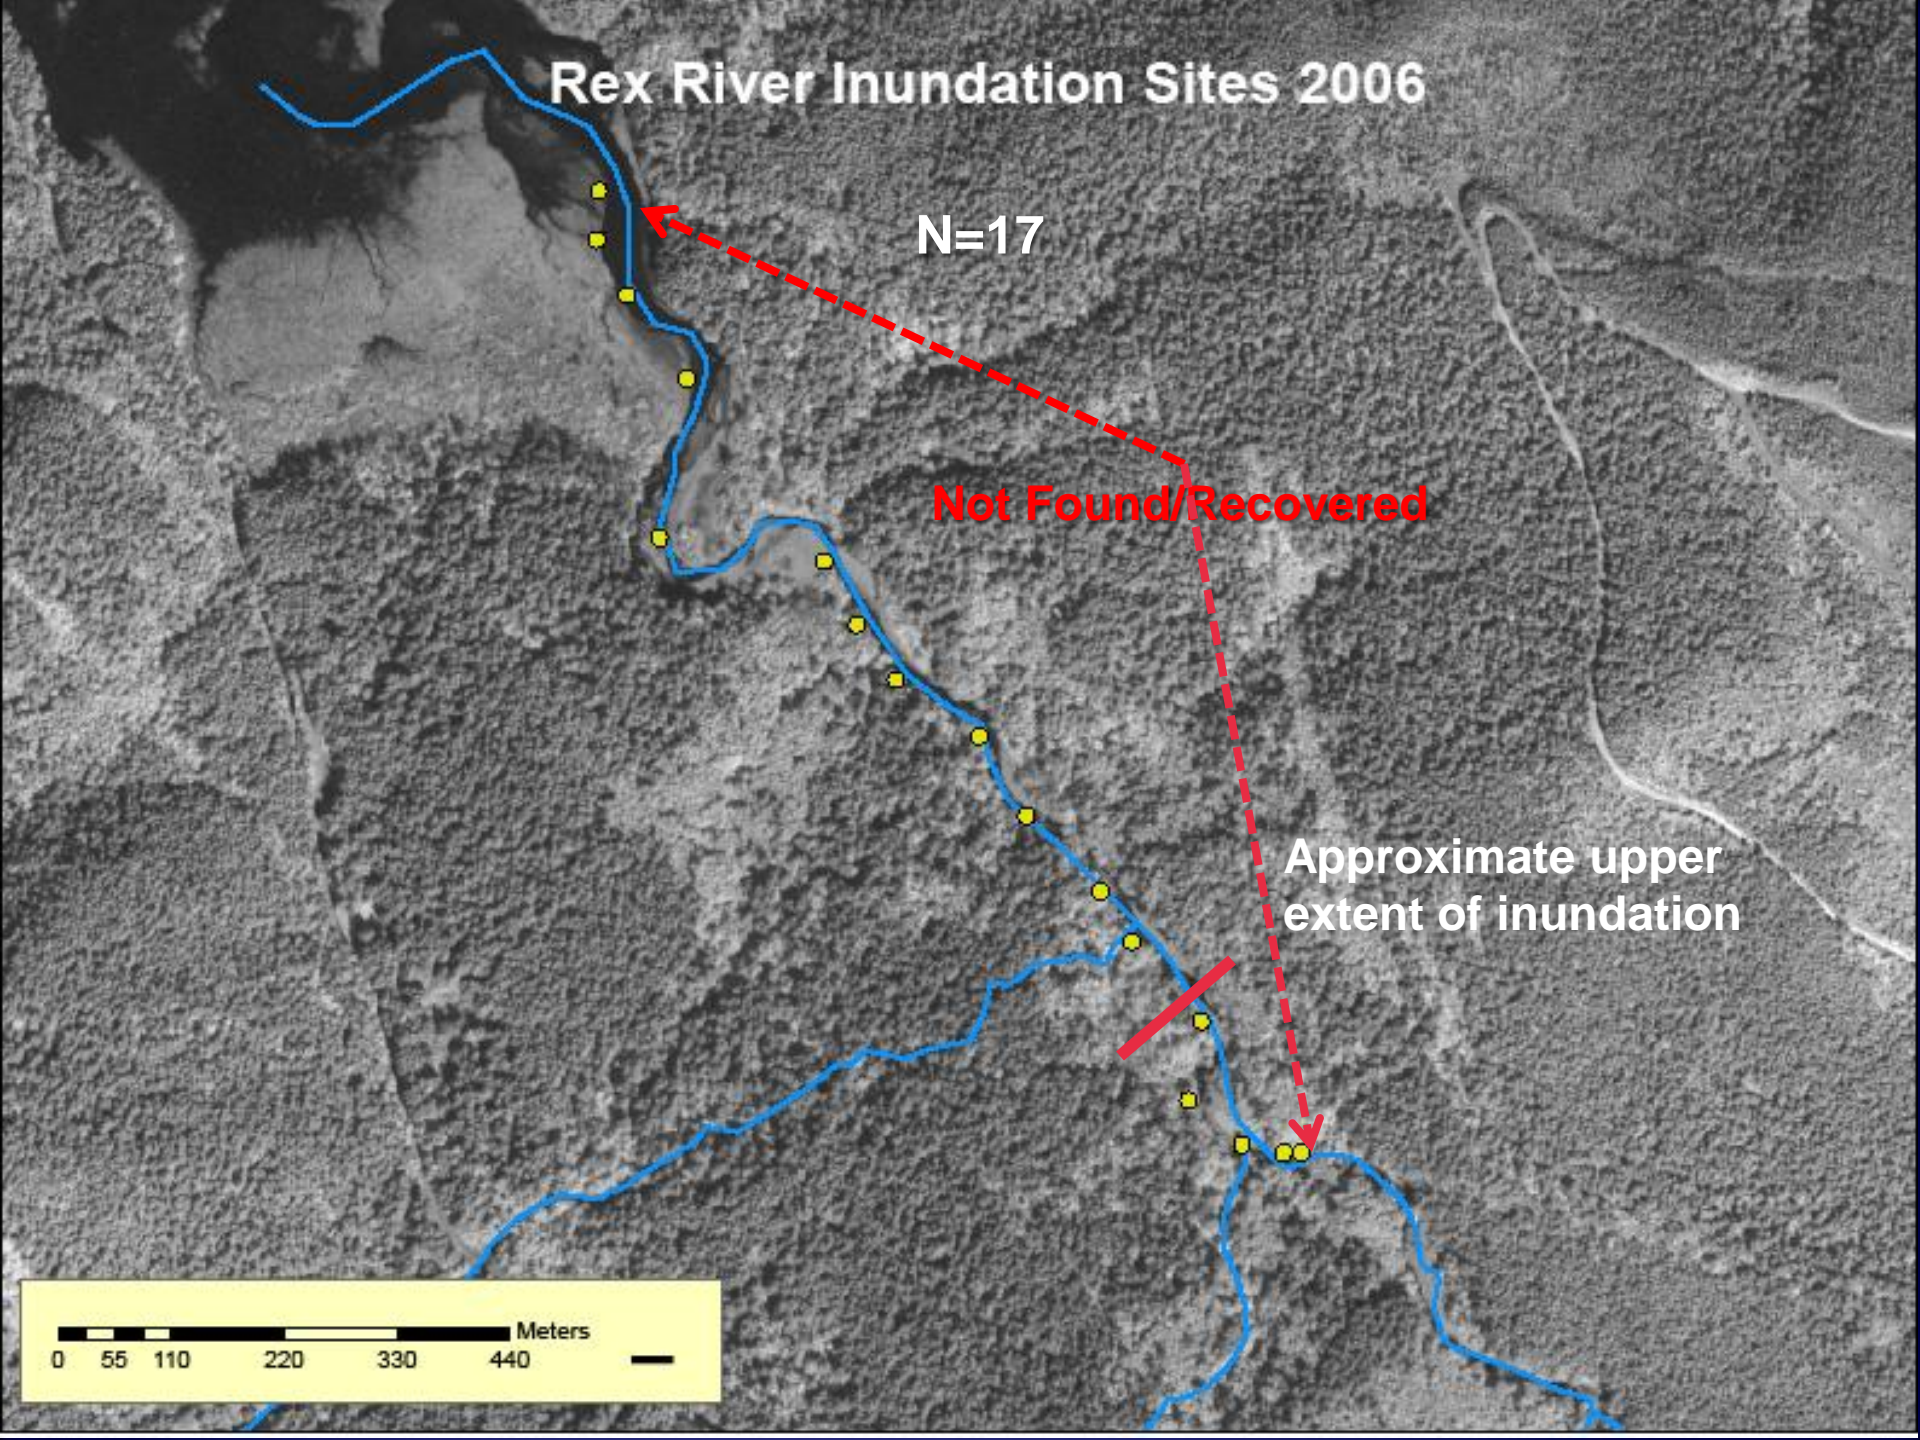 Rex River Inundation Sites 2006
N=17
Not Found/Recovered
Approximate upper
extent of inundation
Meters
0 55 110 220 330 440